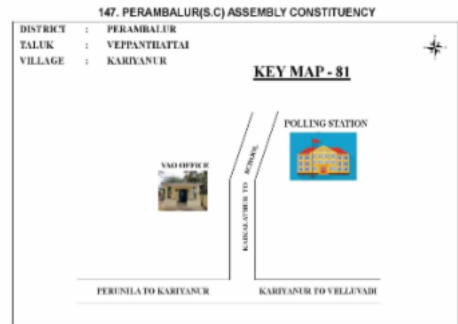 147. PERAMBALUR(S.C) ASSEMBLY CONSTITUENCY
DISTRICT : PERAMBALUR
TALUK : VEPPANTHATTAI
VILLAGE : KARIYANUR
KEY MAP - 81
POLLING STATION
VAO OFFICE
KAIKALATHUR TO SCHOOL
PERUNILA TO KARIYANUR
KARIYANUR TO VELLUVADI